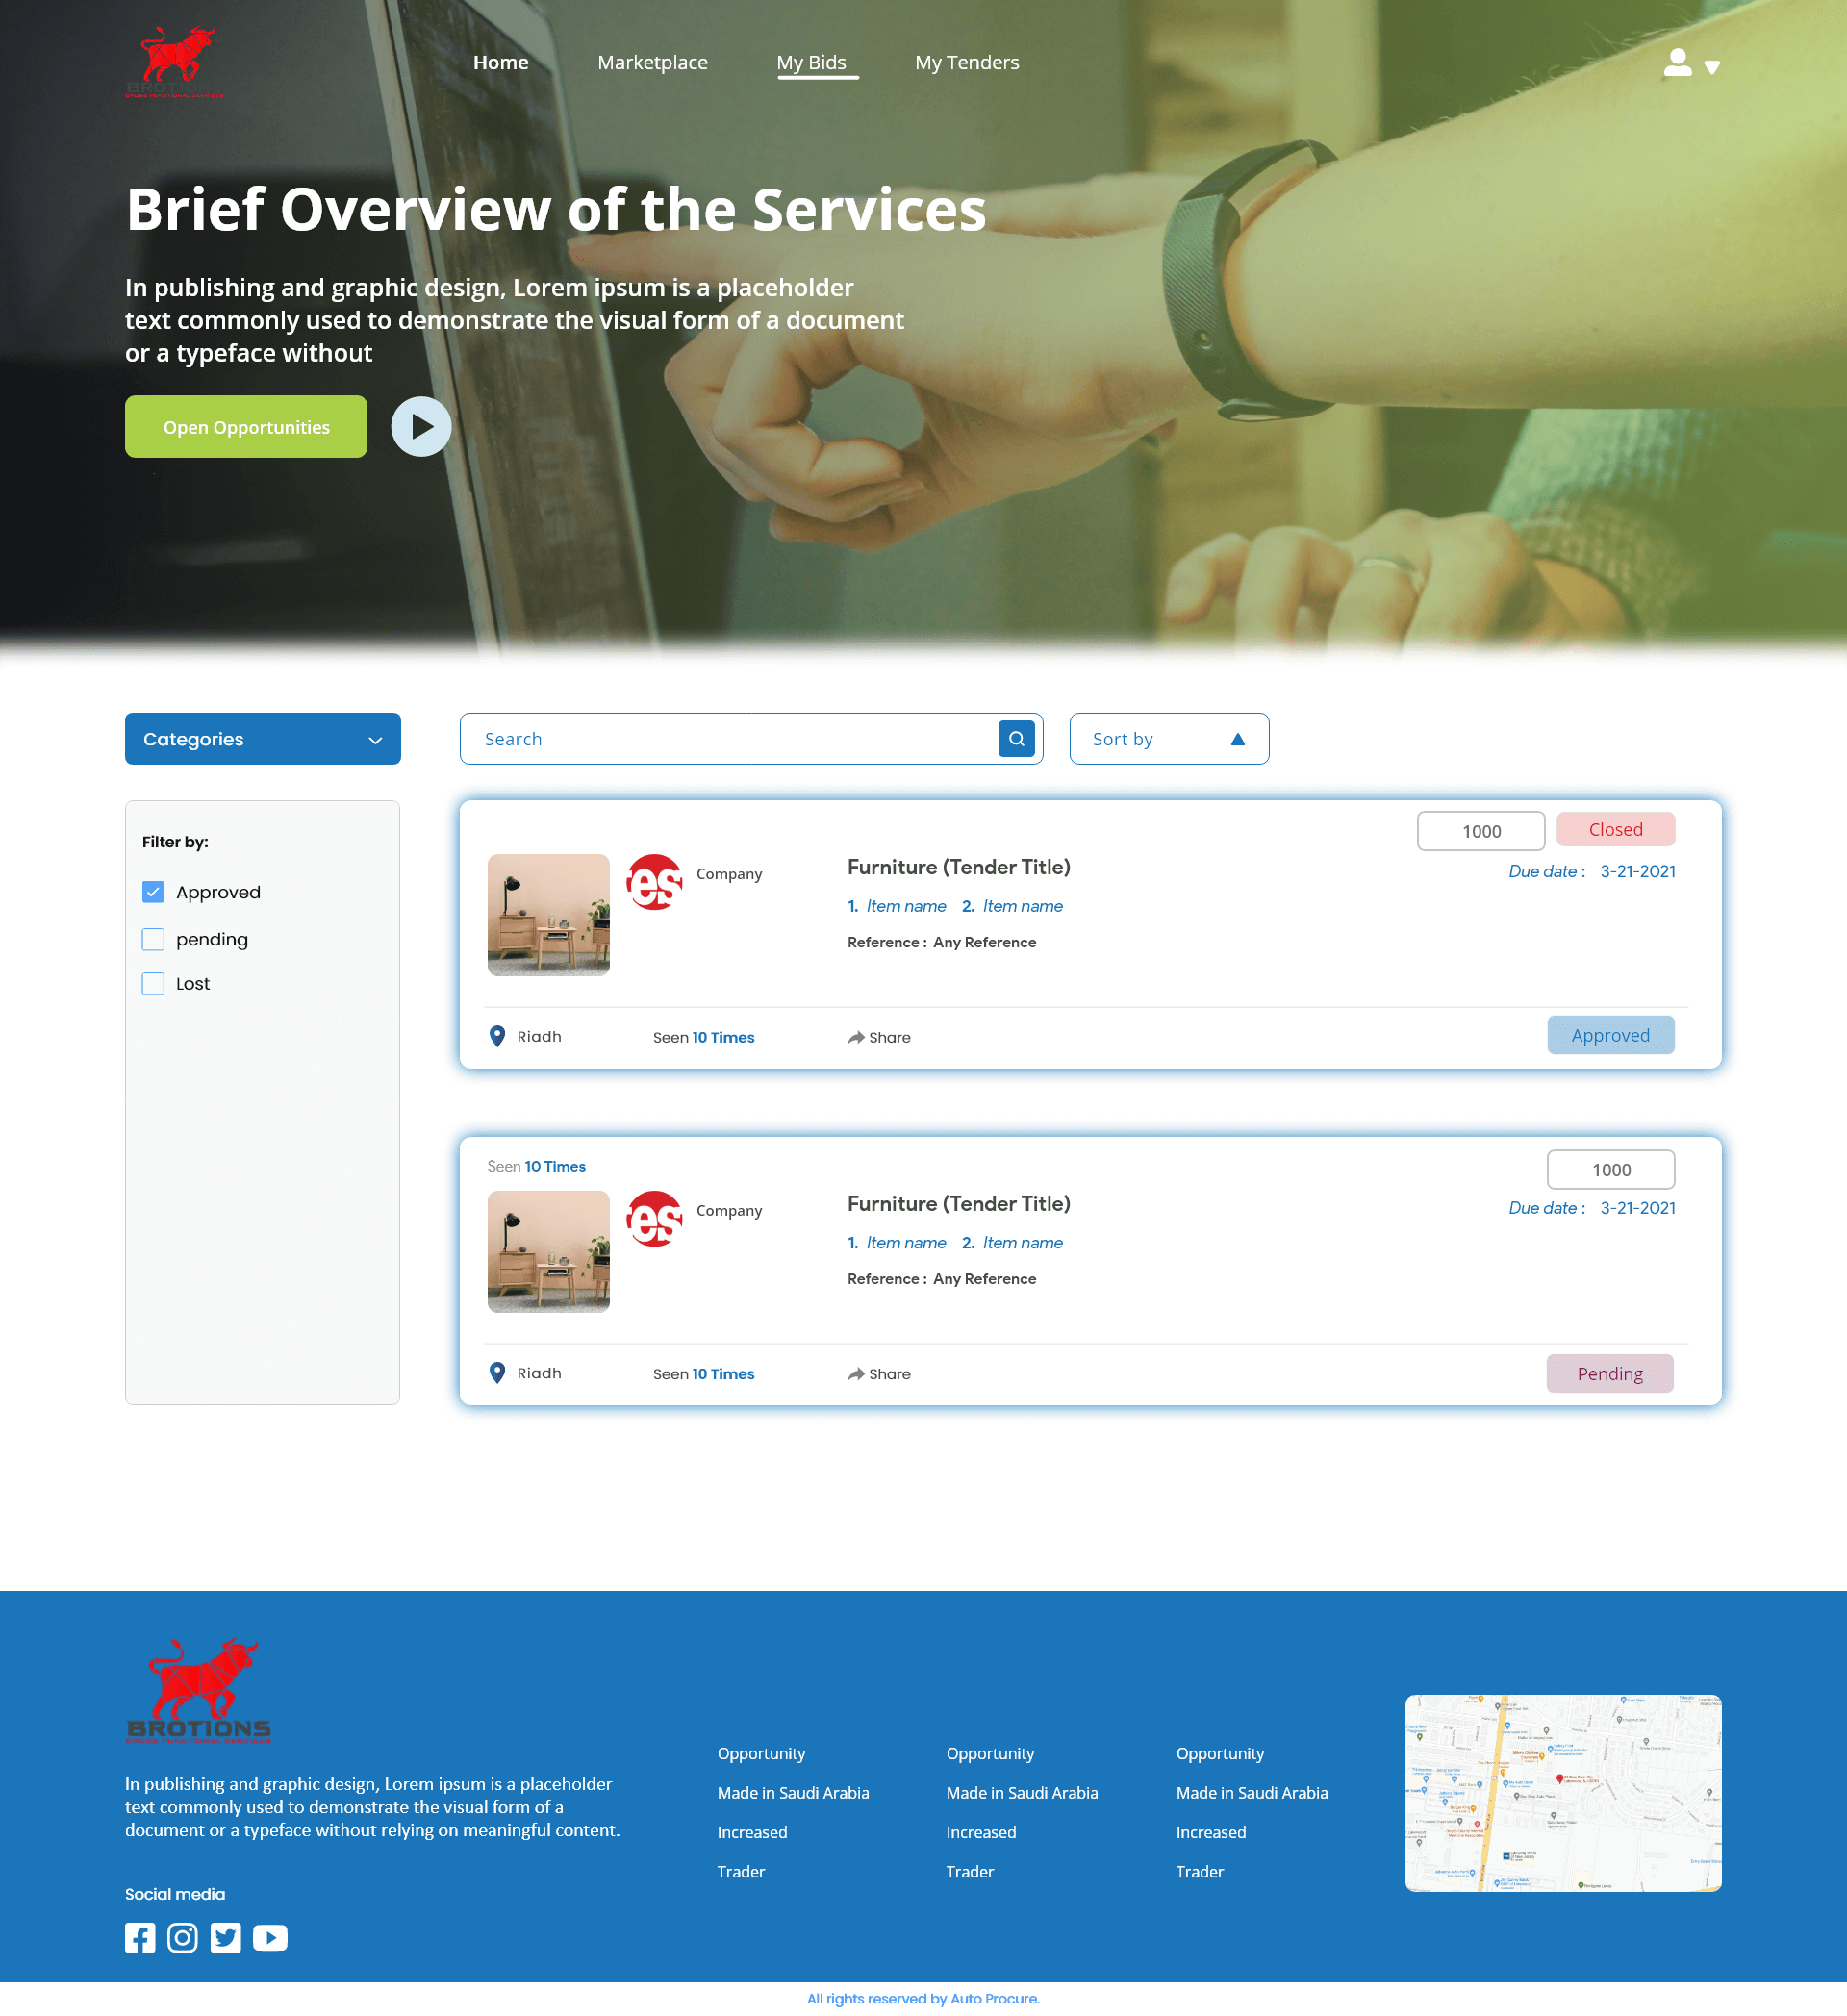 BROTIONS
Home
Marketplace
My Bids
My Tenders
Brief Overview of the Services
In publishing and graphic design, Lorem ipsum is a placeholder
text commonly used to demonstrate the visual form of a document
or a typeface without
Open Opportunities
Categories
Search
Sort by
Filter by:
Approved
pending
Lost
1000
Closed
es
Company
Furniture (Tender Title)
Due date : 3-21-2021
1. Item name 2. Item name
Reference : Any Reference
Riadh
Seen 10 Times
Share
Approved
Seen 10 Times
1000
es
Company
Furniture (Tender Title)
Due date : 3-21-2021
1. Item name 2. Item name
Reference : Any Reference
Riadh
Seen 10 Times
Share
Pending
BROTIONS
CROSS FUNCTIONAL SERVICES
In publishing and graphic design, Lorem ipsum is a placeholder
text commonly used to demonstrate the visual form of a
document or a typeface without relying on meaningful content.
Social media
Opportunity
Made in Saudi Arabia
Increased
Trader
Opportunity
Made in Saudi Arabia
Increased
Trader
Opportunity
Made in Saudi Arabia
Increased
Trader
All rights reserved by Auto Procure.